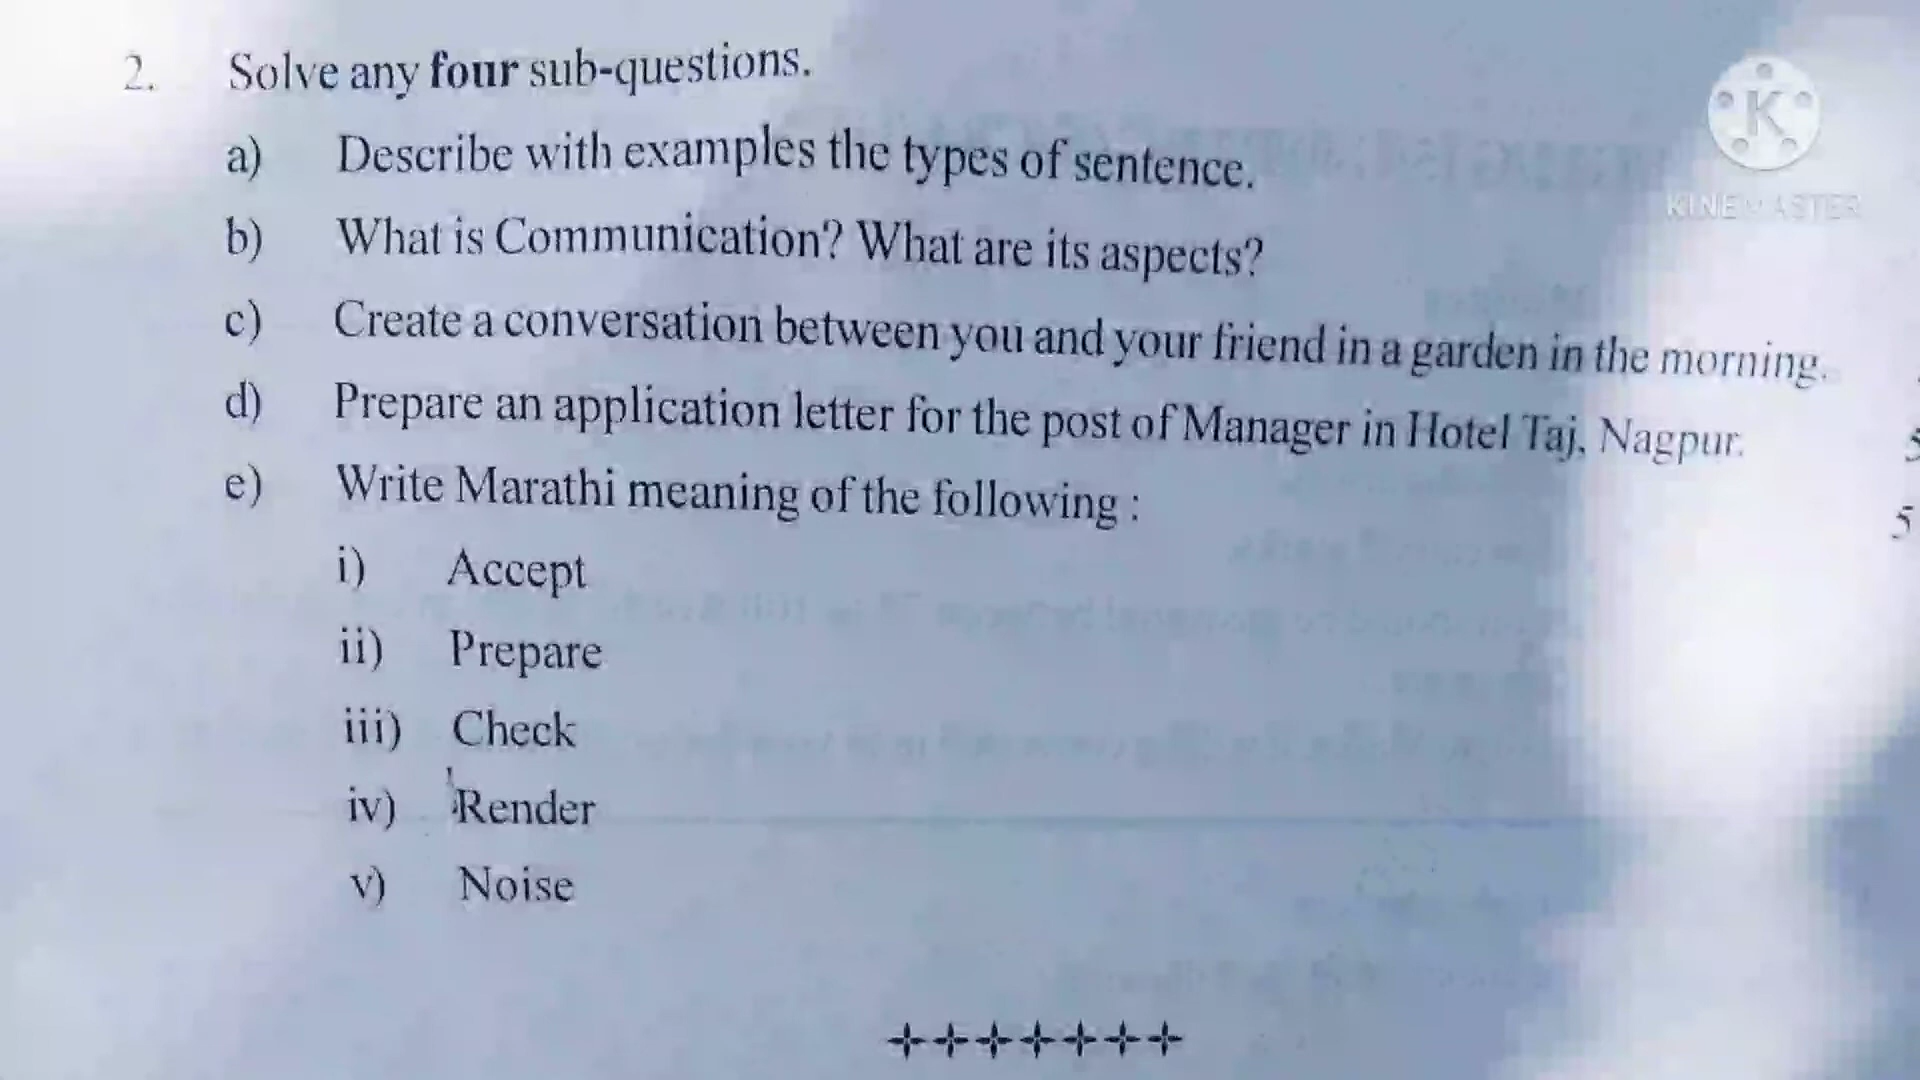 2. Solve any four sub-questions.
a) Describe with examples the types of sentence.
b) What is Communication? What are its aspects?
c) Create a conversation between you and your friend in a garden in the morning.
d) Prepare an application letter for the post of Manager in Hotel Taj, Nagpur. 5
e) Write Marathi meaning of the following : 5
i) Accept
ii) Prepare
iii) Check
iv) Render
v) Noise
+++++++
K
KINEMASTER